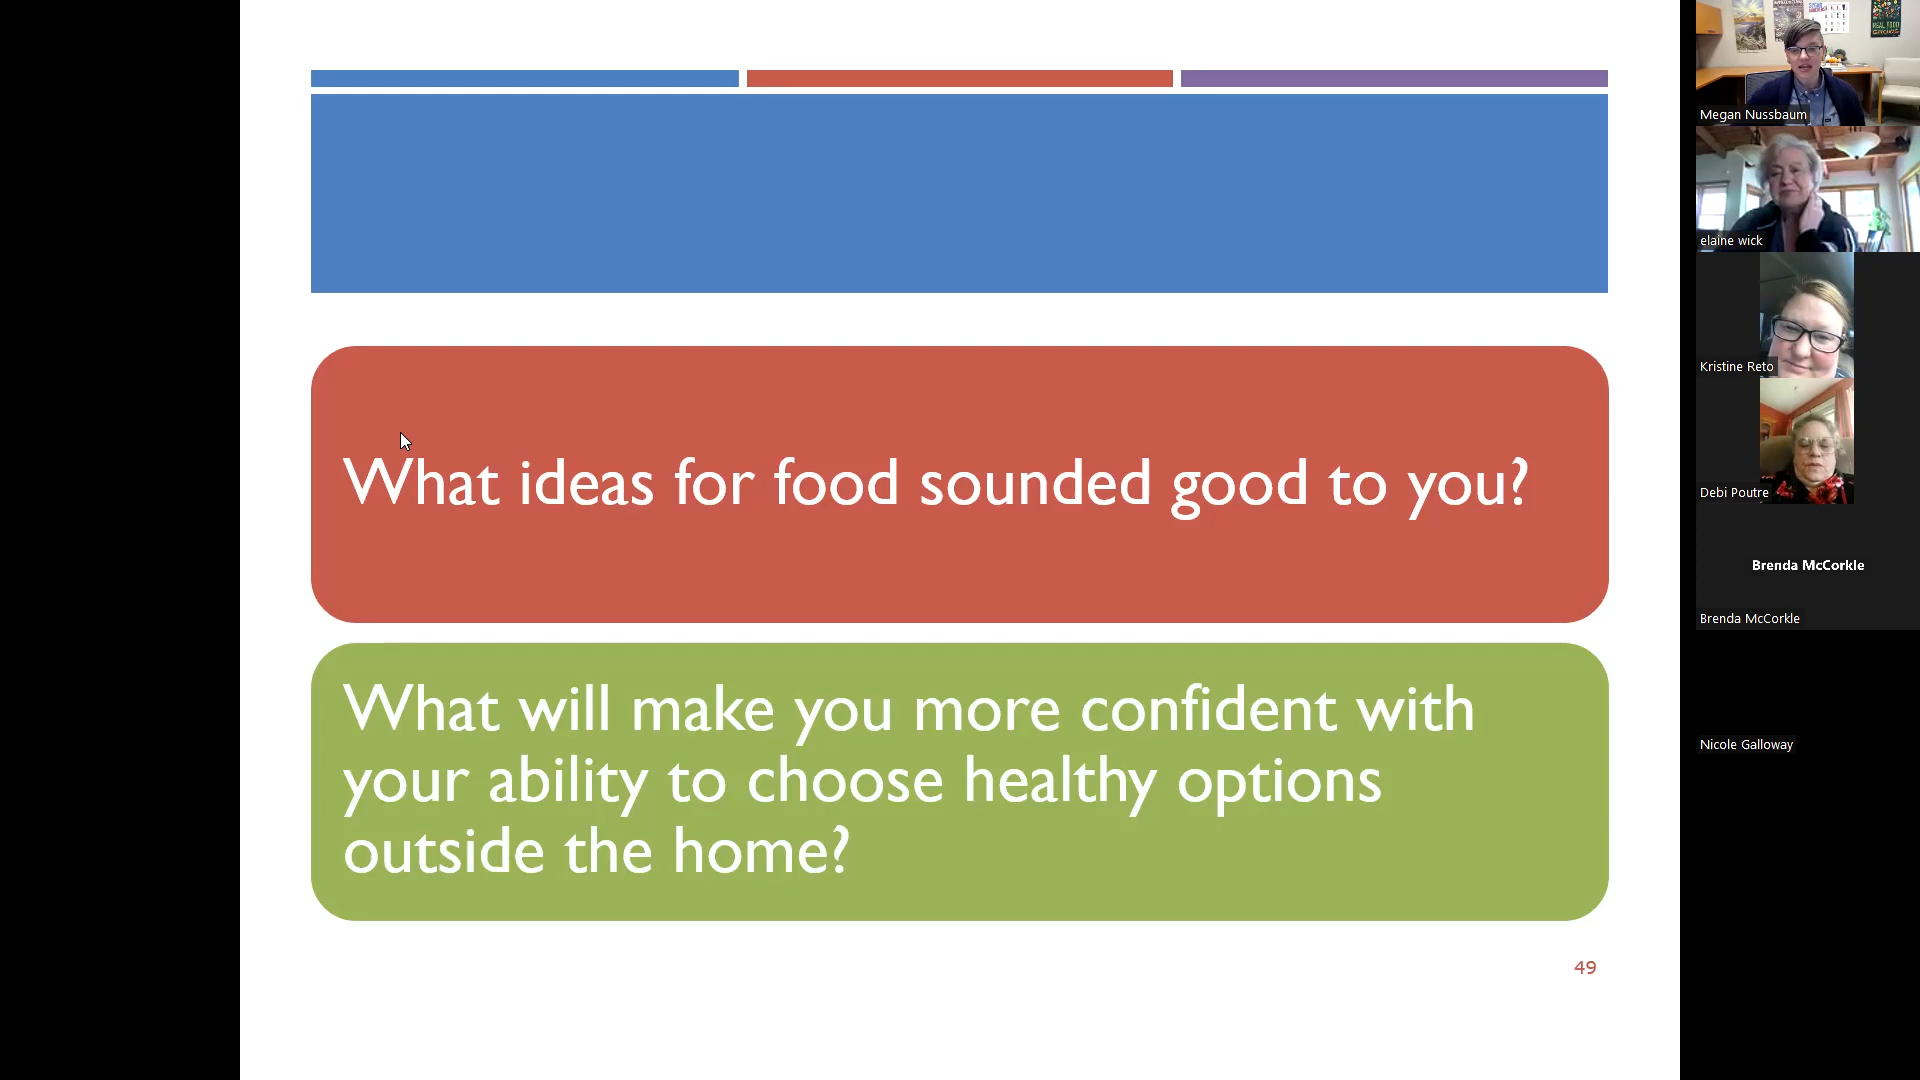 What ideas for food sounded good to you?
What will make you more confident with
your ability to choose healthy options
outside the home?
49
REAL FOOD
Megan Nussbaum
elaine wick
Kristine Reto
Debi Poutre
Brenda McCorkle
Brenda McCorkle
Nicole Galloway